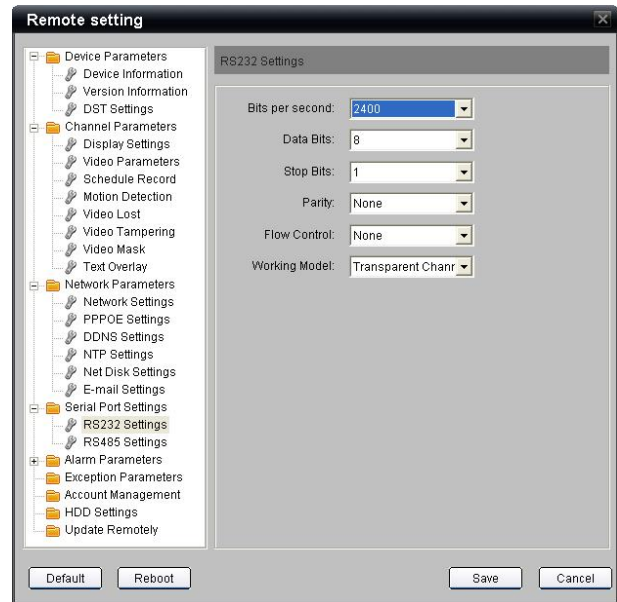 Remote setting
Device Parameters
Device Information
Version Information
DST Settings
Channel Parameters
Display Settings
Video Parameters
Schedule Record
Motion Detection
Video Lost
Video Tampering
Video Mask
Text Overlay
Network Parameters
Network Settings
PPPOE Settings
DDNS Settings
NTP Settings
Net Disk Settings
E-mail Settings
Serial Port Settings
RS232 Settings
RS485 Settings
Alarm Parameters
Exception Parameters
Account Management
HDD Settings
Update Remotely
RS232 Settings
Bits per second: 2400
Data Bits: 8
Stop Bits: 1
Parity: None
Flow Control: None
Working Model: Transparent Chanr
Default Reboot Save Cancel